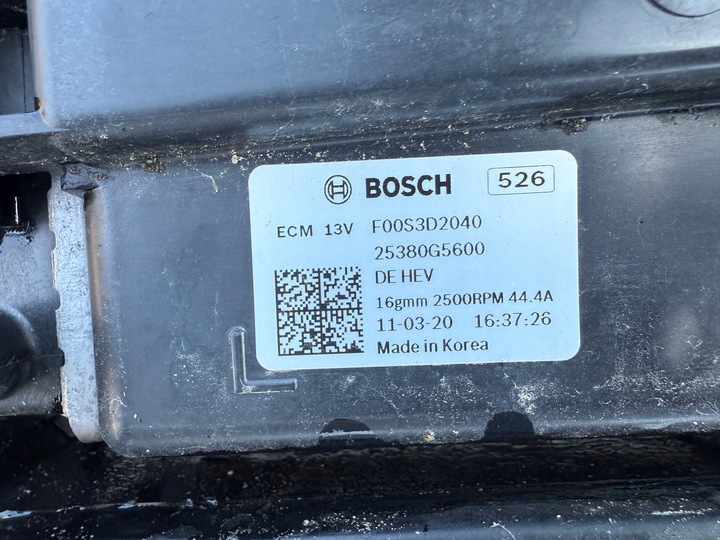 BOSCH 526
ECM 13V F00S3D2040
25380G5600
DE HEV
16gmm 2500RPM 44.4A
11-03-20 16:37:26
Made in Korea